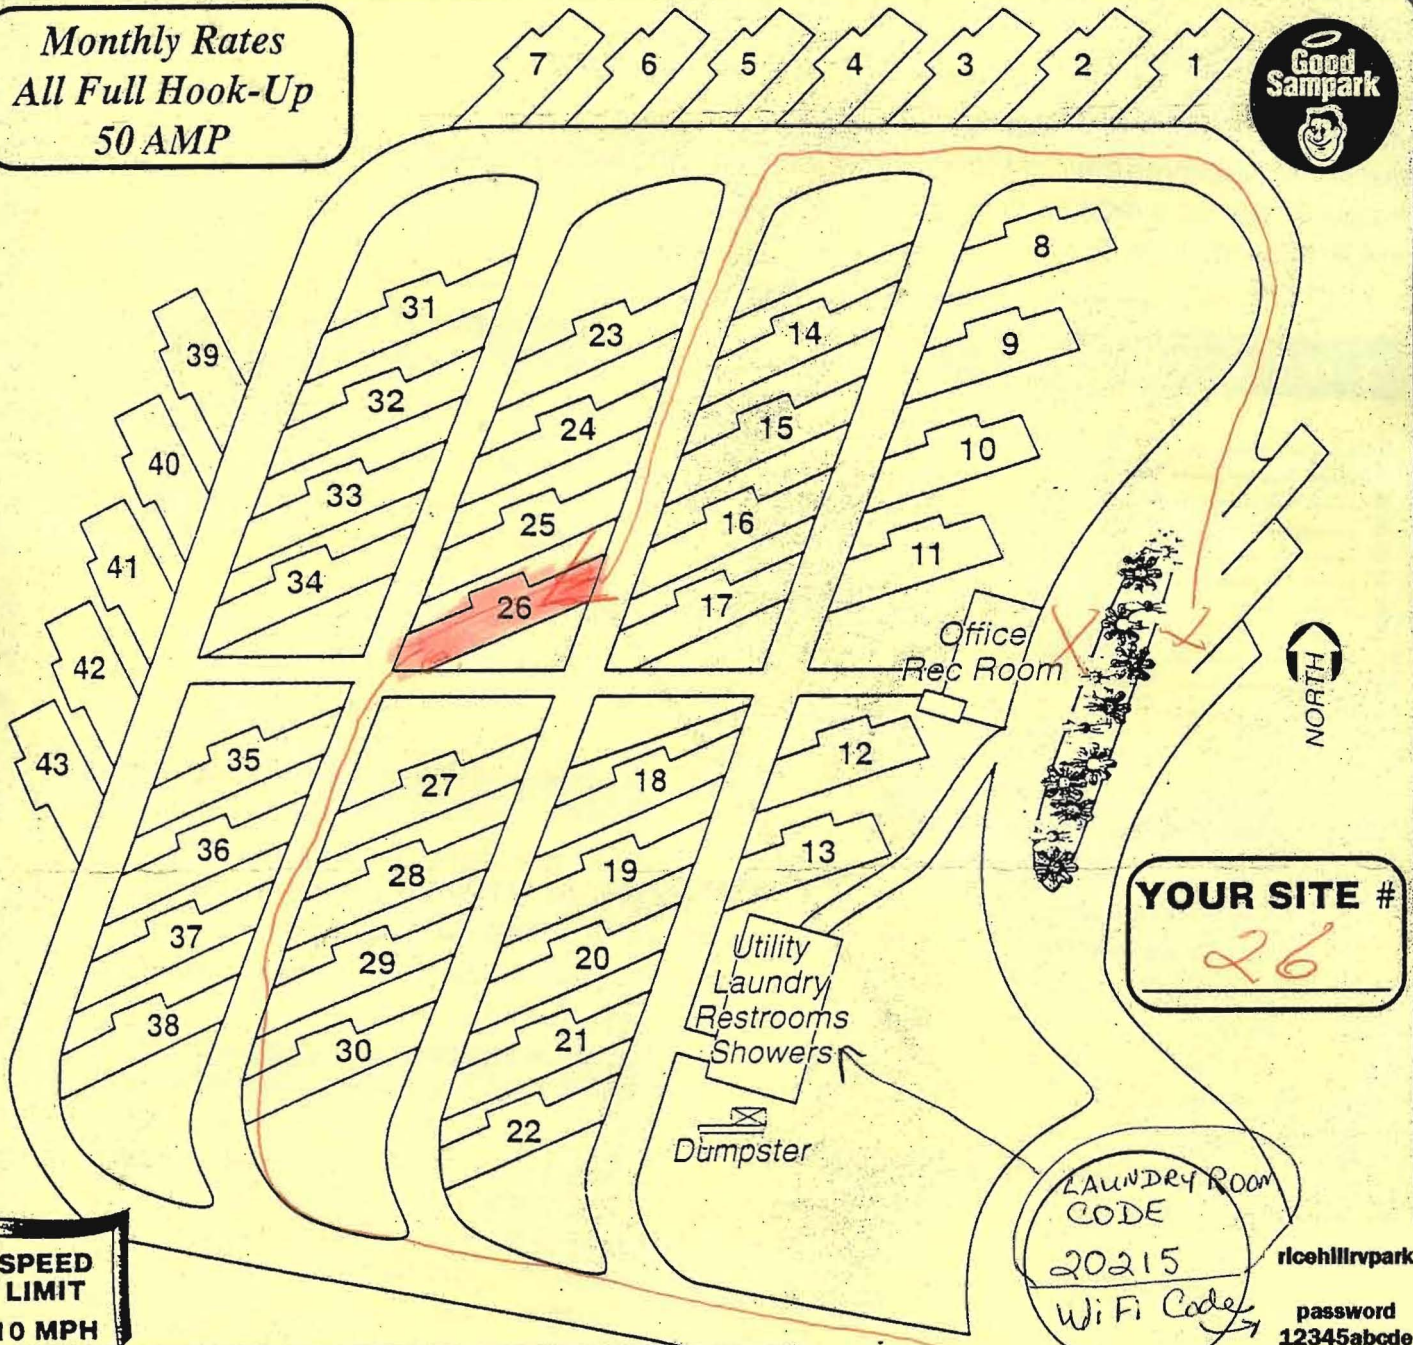 Monthly Rates
All Full Hook-Up
50 AMP
7 6 5 4 3 2 1
Good
Sampark
8
31
23
14
9
39
32
24
15
10
40
33
25
16
11
41
34
26
17
42
Office
Rec Room
NORTH
43
35
27
18
12
36
28
19
13
YOUR SITE #
26
37
29
20
Utility
Laundry
Restrooms
Showers
38
30
21
22
Dumpster
LAUNDRY ROOM
CODE
20215
WiFi Code
ricehillrvpark
password
12345abcde
SPEED
LIMIT
10 MPH